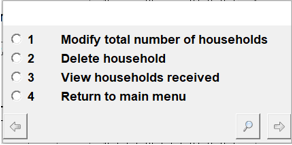 1 Modify total number of households
2 Delete household
3 View households received
4 Return to main menu